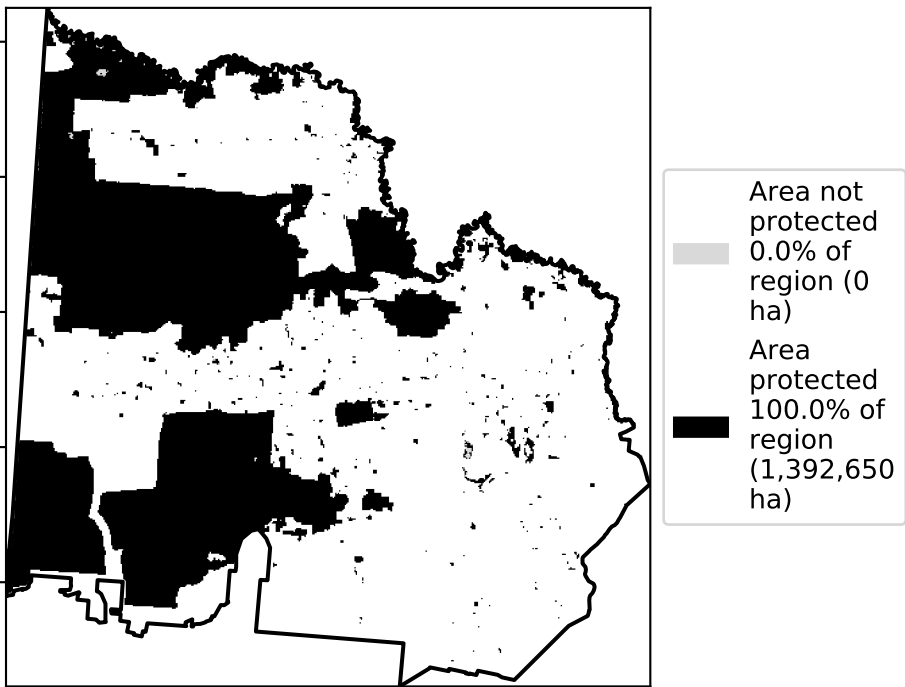 Area not
protected
0.0% of
region (0
ha)
Area
protected
100.0% of
region
(1,392,650
ha)